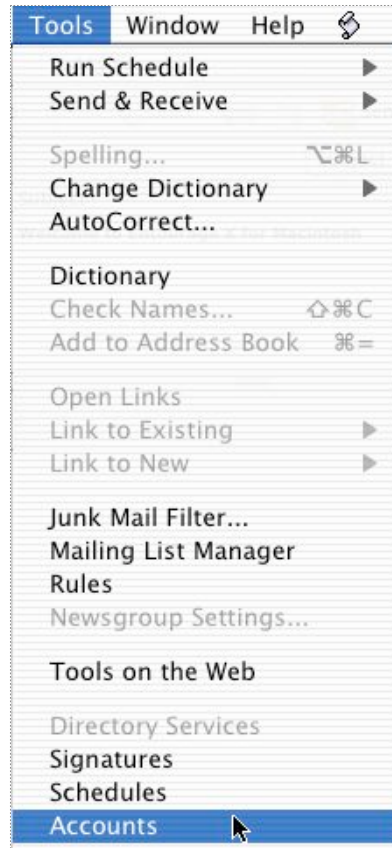 Tools Window Help
Run Schedule
Send & Receive
Spelling... ⌥⌘L
Change Dictionary
AutoCorrect...
Dictionary
Check Names... ⇧⌘C
Add to Address Book ⌘=
Open Links
Link to Existing
Link to New
Junk Mail Filter...
Mailing List Manager
Rules
Newsgroup Settings...
Tools on the Web
Directory Services
Signatures
Schedules
Accounts